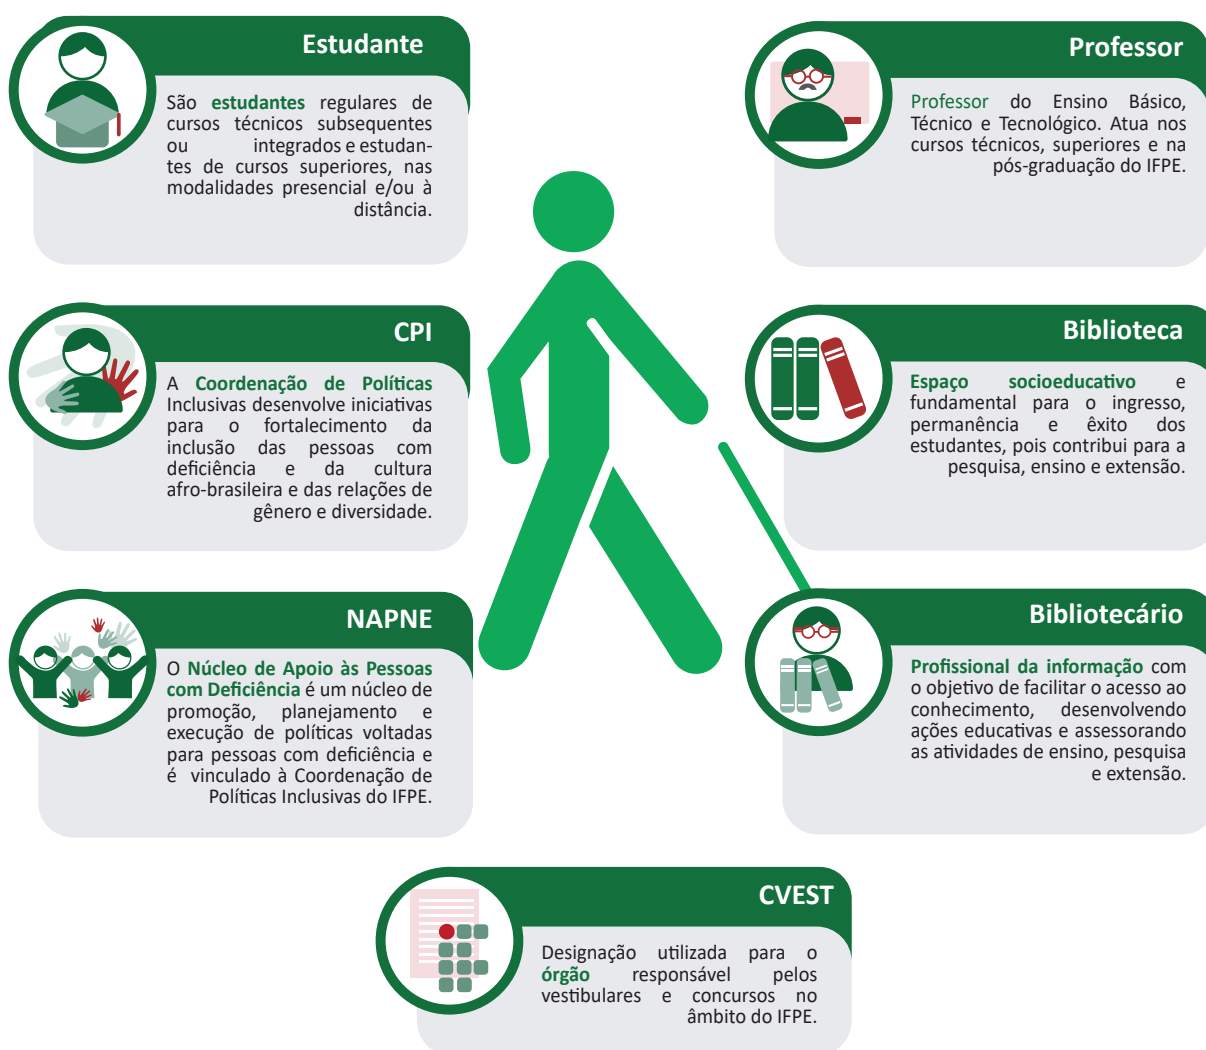 Estudante
São estudantes regulares de
cursos técnicos subsequentes
ou integrados e estudan-
tes de cursos superiores, nas
modalidades presencial e/ou à
distância.
Professor
Professor do Ensino Básico,
Técnico e Tecnológico. Atua nos
cursos técnicos, superiores e na
pós-graduação do IFPE.
CPI
A Coordenação de Políticas
Inclusivas desenvolve iniciativas
para o fortalecimento da
inclusão das pessoas com
deficiência e da cultura
afro-brasileira e das relações de
gênero e diversidade.
Biblioteca
Espaço socioeducativo e
fundamental para o ingresso,
permanência e êxito dos
estudantes, pois contribui para a
pesquisa, ensino e extensão.
NAPNE
O Núcleo de Apoio às Pessoas
com Deficiência é um núcleo de
promoção, planejamento e
execução de políticas voltadas
para pessoas com deficiência e
é vinculado à Coordenação de
Políticas Inclusivas do IFPE.
Bibliotecário
Profissional da informação com
o objetivo de facilitar o acesso ao
conhecimento, desenvolvendo
ações educativas e assessorando
as atividades de ensino, pesquisa
e extensão.
CVEST
Designação utilizada para o
órgão responsável pelos
vestibulares e concursos no
âmbito do IFPE.